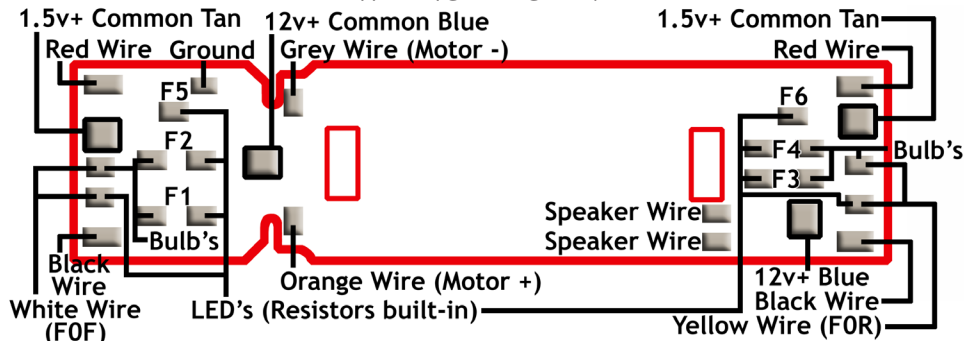 1.5v+ Common Tan
12v+ Common Blue
1.5v+ Common Tan
Red Wire
Ground
Grey Wire (Motor -)
Red Wire
F5
F6
F2
F4
Bulb's
F3
F1
Speaker Wire
Bulb's
Speaker Wire
Black
Wire
Orange Wire (Motor +)
12v+ Blue
White Wire
(F0F)
LED's (Resistors built-in)
Black Wire
Yellow Wire (F0R)